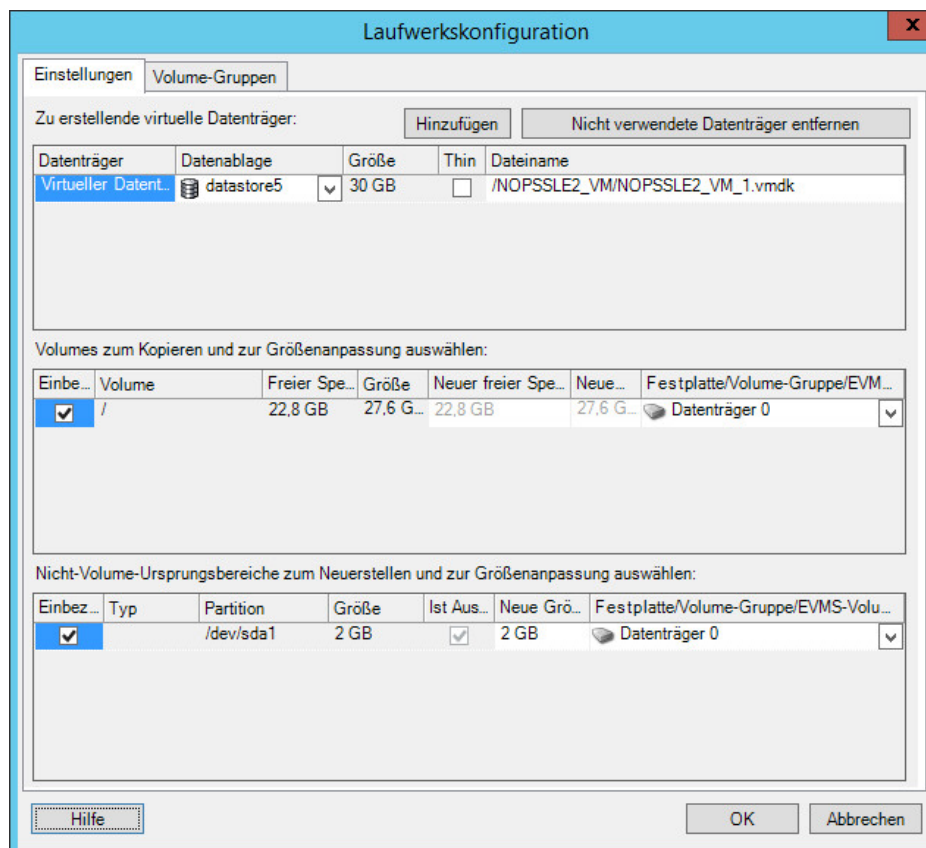 Laufwerkskonfiguration
x
Einstellungen Volume-Gruppen
Zu erstellende virtuelle Datenträger: Hinzufügen Nicht verwendete Datenträger entfernen
Datenträger Datenablage Größe Thin Dateiname
Virtueller Datent... datastore5 30 GB /NOPSSLE2_VM/NOPSSLE2_VM_1.vmdk
Volumes zum Kopieren und zur Größenanpassung auswählen:
Einbe... Volume Freier Spe... Größe Neuer freier Spe... Neue... Festplatte/Volume-Gruppe/EVM...
/ 22,8 GB 27,6 G... 22,8 GB 27,6 G... Datenträger 0
Nicht-Volume-Ursprungsbereiche zum Neuerstellen und zur Größenanpassung auswählen:
Einbez... Typ Partition Größe Ist Aus... Neue Grö... Festplatte/Volume-Gruppe/EVMS-Volu...
/dev/sda1 2 GB 2 GB Datenträger 0
Hilfe OK Abbrechen